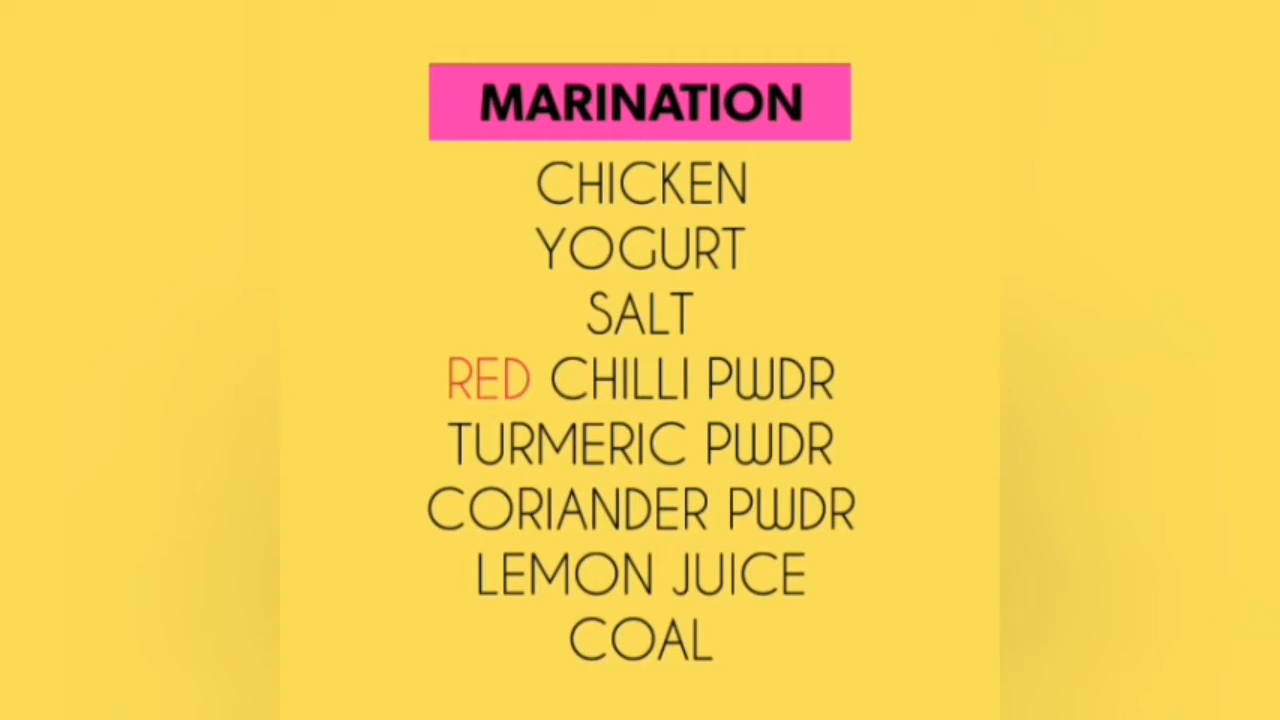 MARINATION
CHICKEN
YOGURT
SALT
RED CHILLI PWDR
TURMERIC PWDR
CORIANDER PWDR
LEMON JUICE
COAL